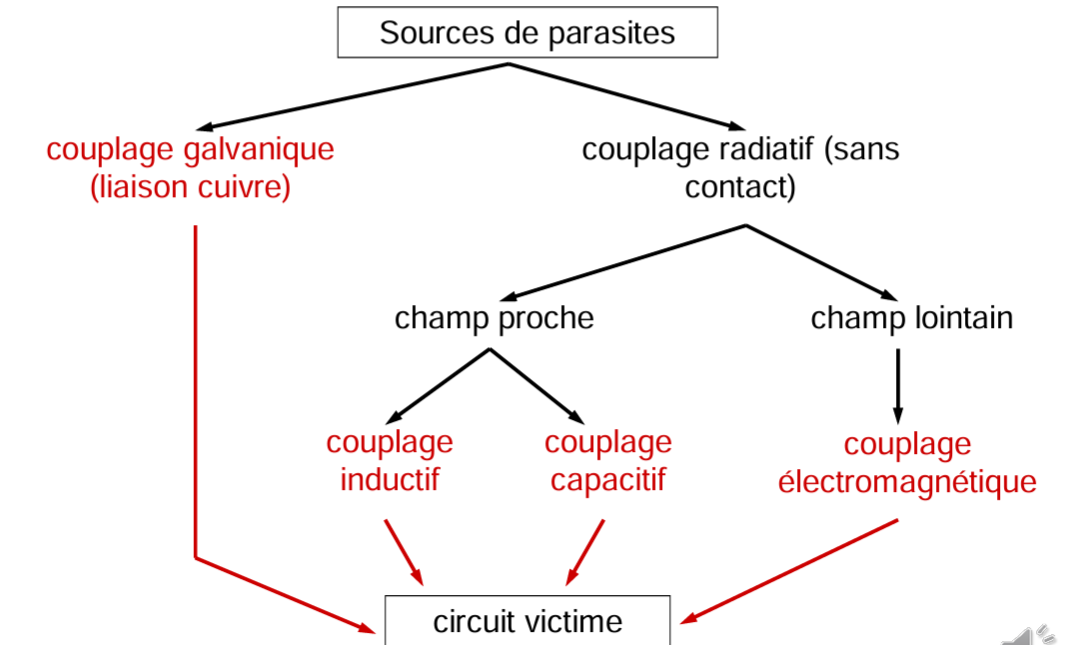 Sources de parasites
couplage galvanique
(liaison cuivre)
couplage radiatif (sans
contact)
champ proche
champ lointain
couplage
inductif
couplage
capacitif
couplage
électromagnétique
circuit victime